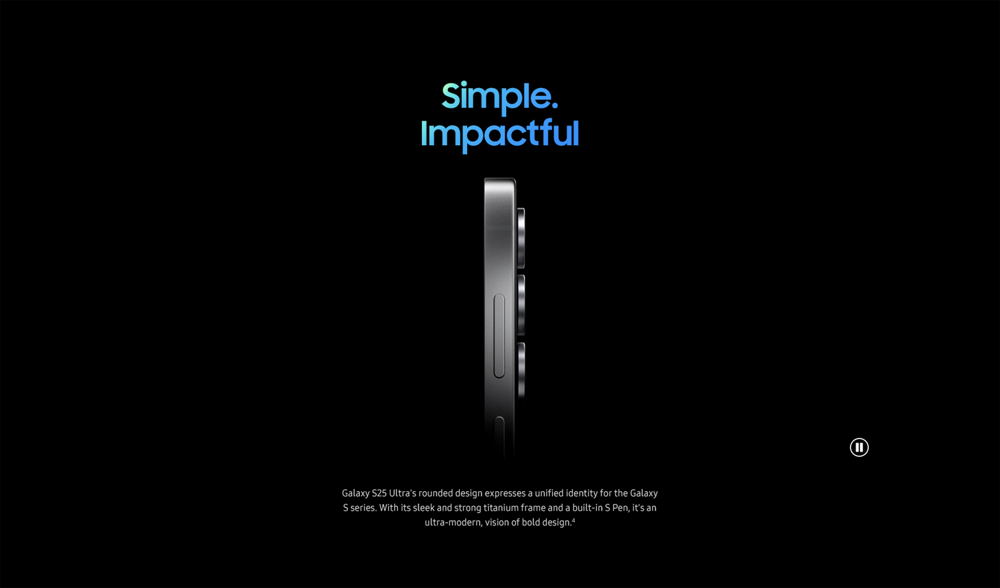 Simple.
Impactful
Galaxy S25 Ultra's rounded design expresses a unified identity for the Galaxy
S series. With its sleek and strong titanium frame and a built-in S Pen, it's an
ultra-modern, vision of bold design.⁴